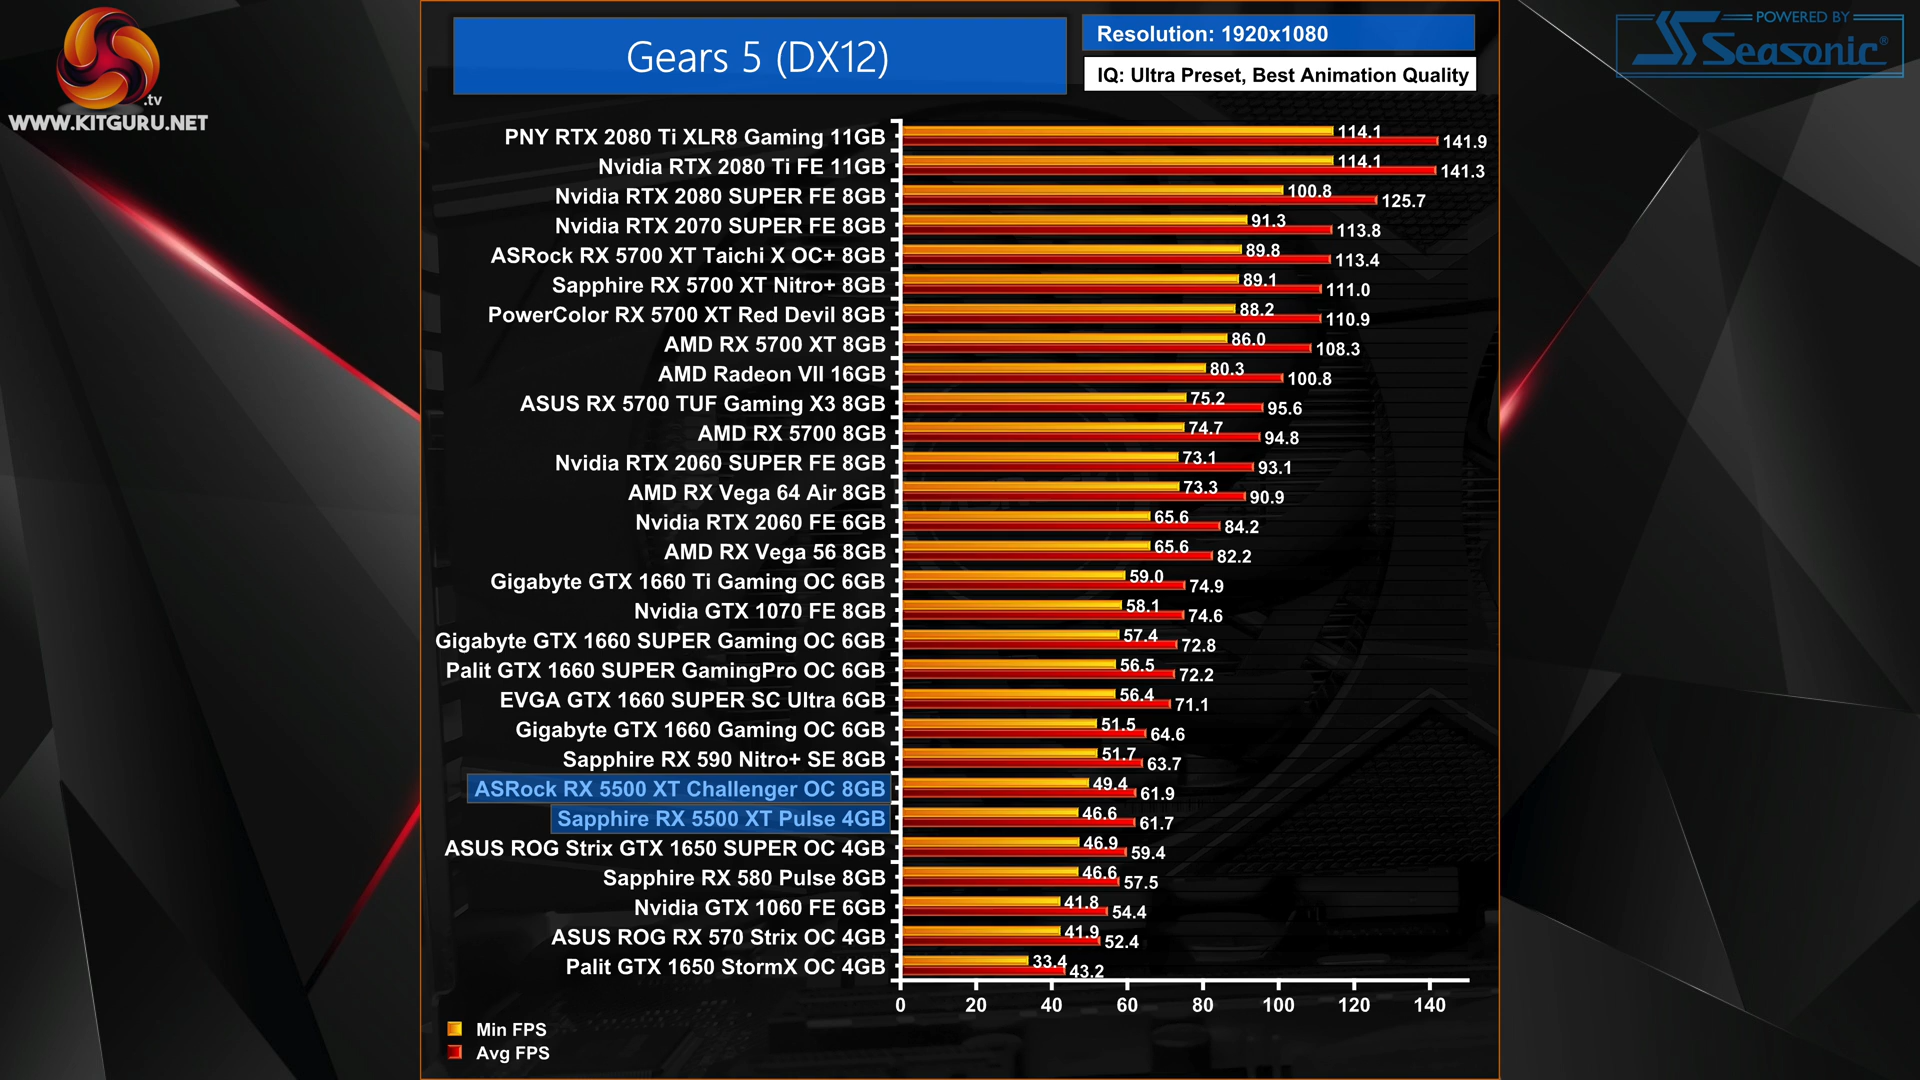 .tv
WWW.KITGURU.NET
Gears 5 (DX12)
Resolution: 1920x1080
IQ: Ultra Preset, Best Animation Quality
POWERED BY
Seasonic®
PNY RTX 2080 Ti XLR8 Gaming 11GB 114.1 141.9
Nvidia RTX 2080 Ti FE 11GB 114.1 141.3
Nvidia RTX 2080 SUPER FE 8GB 100.8 125.7
Nvidia RTX 2070 SUPER FE 8GB 91.3 113.8
ASRock RX 5700 XT Taichi X OC+ 8GB 89.8 113.4
Sapphire RX 5700 XT Nitro+ 8GB 89.1 111.0
PowerColor RX 5700 XT Red Devil 8GB 88.2 110.9
AMD RX 5700 XT 8GB 86.0 108.3
AMD Radeon VII 16GB 80.3 100.8
ASUS RX 5700 TUF Gaming X3 8GB 75.2 95.6
AMD RX 5700 8GB 74.7 94.8
Nvidia RTX 2060 SUPER FE 8GB 73.1 93.1
AMD RX Vega 64 Air 8GB 73.3 90.9
Nvidia RTX 2060 FE 6GB 65.6 84.2
AMD RX Vega 56 8GB 65.6 82.2
Gigabyte GTX 1660 Ti Gaming OC 6GB 59.0 74.9
Nvidia GTX 1070 FE 8GB 58.1 74.6
Gigabyte GTX 1660 SUPER Gaming OC 6GB 57.4 72.8
Palit GTX 1660 SUPER GamingPro OC 6GB 56.5 72.2
EVGA GTX 1660 SUPER SC Ultra 6GB 56.4 71.1
Gigabyte GTX 1660 Gaming OC 6GB 51.5 64.6
Sapphire RX 590 Nitro+ SE 8GB 51.7 63.7
ASRock RX 5500 XT Challenger OC 8GB 49.4 61.9
Sapphire RX 5500 XT Pulse 4GB 46.6 61.7
ASUS ROG Strix GTX 1650 SUPER OC 4GB 46.9 59.4
Sapphire RX 580 Pulse 8GB 46.6 57.5
Nvidia GTX 1060 FE 6GB 41.8 54.4
ASUS ROG RX 570 Strix OC 4GB 41.9 52.4
Palit GTX 1650 StormX OC 4GB 33.4 43.2
0 20 40 60 80 100 120 140
Min FPS
Avg FPS